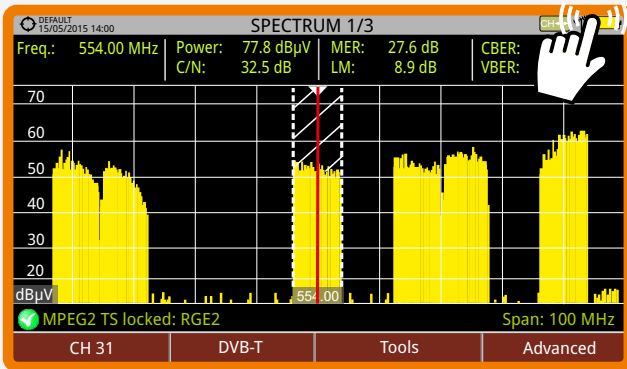 DEFAULT
15/05/2015 14:00
SPECTRUM 1/3
CH
Freq.: 554.00 MHz
Power: 77.8 dBµV
MER: 27.6 dB
CBER:
C/N: 32.5 dB
LM: 8.9 dB
VBER:
70
60
50
40
30
20
dBµV
554.00
MPEG2 TS locked: RGE2
Span: 100 MHz
CH 31
DVB-T
Tools
Advanced